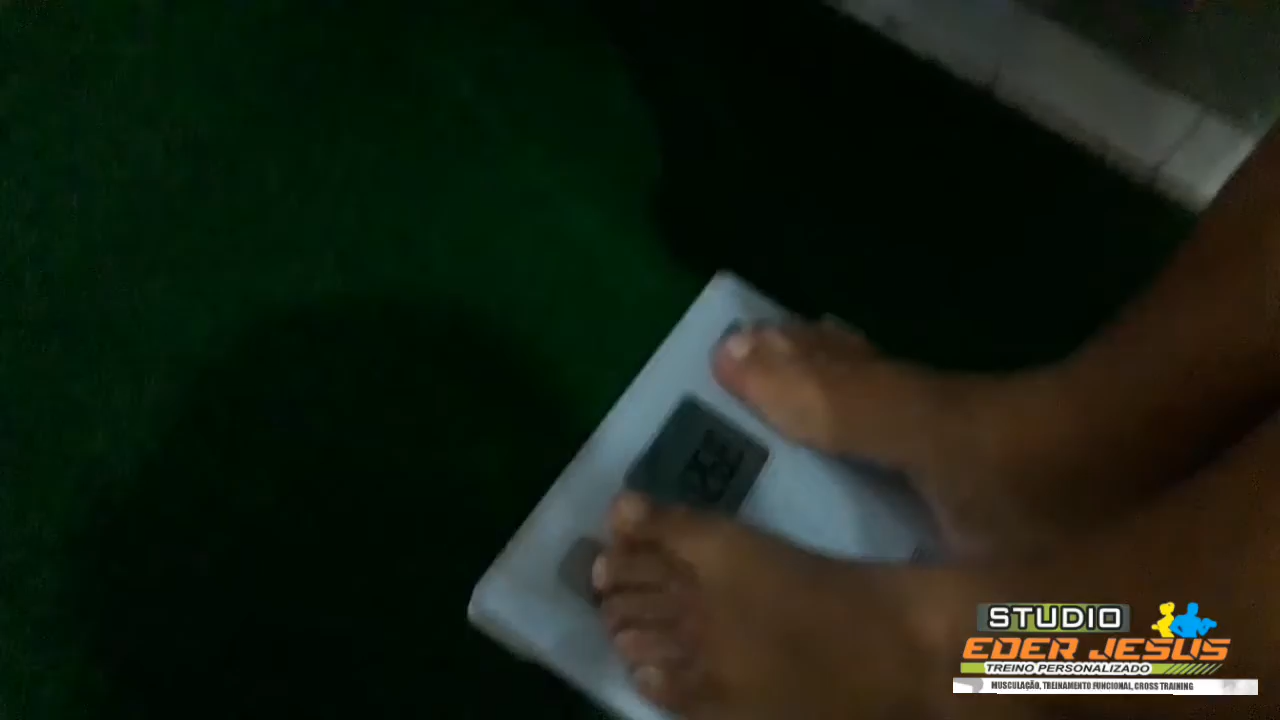 STUDIO
EDER JESUS
TREINO PERSONALIZADO
MUSCULAÇÃO, TREINAMENTO FUNCIONAL, CROSS TRAINING